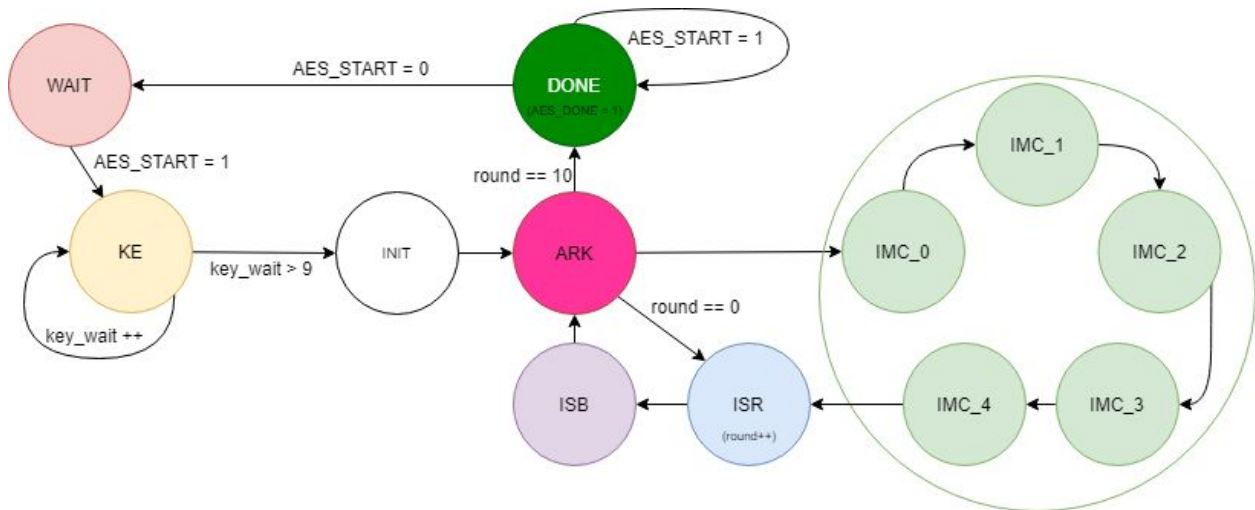 AES_START = 1
AES_START = 0
WAIT
DONE
(AES_DONE = 1)
AES_START = 1
round == 10
IMC_1
KE
INIT
ARK
IMC_0
IMC_2
key_wait > 9
round == 0
key_wait ++
ISB
ISR
(round++)
IMC_4
IMC_3